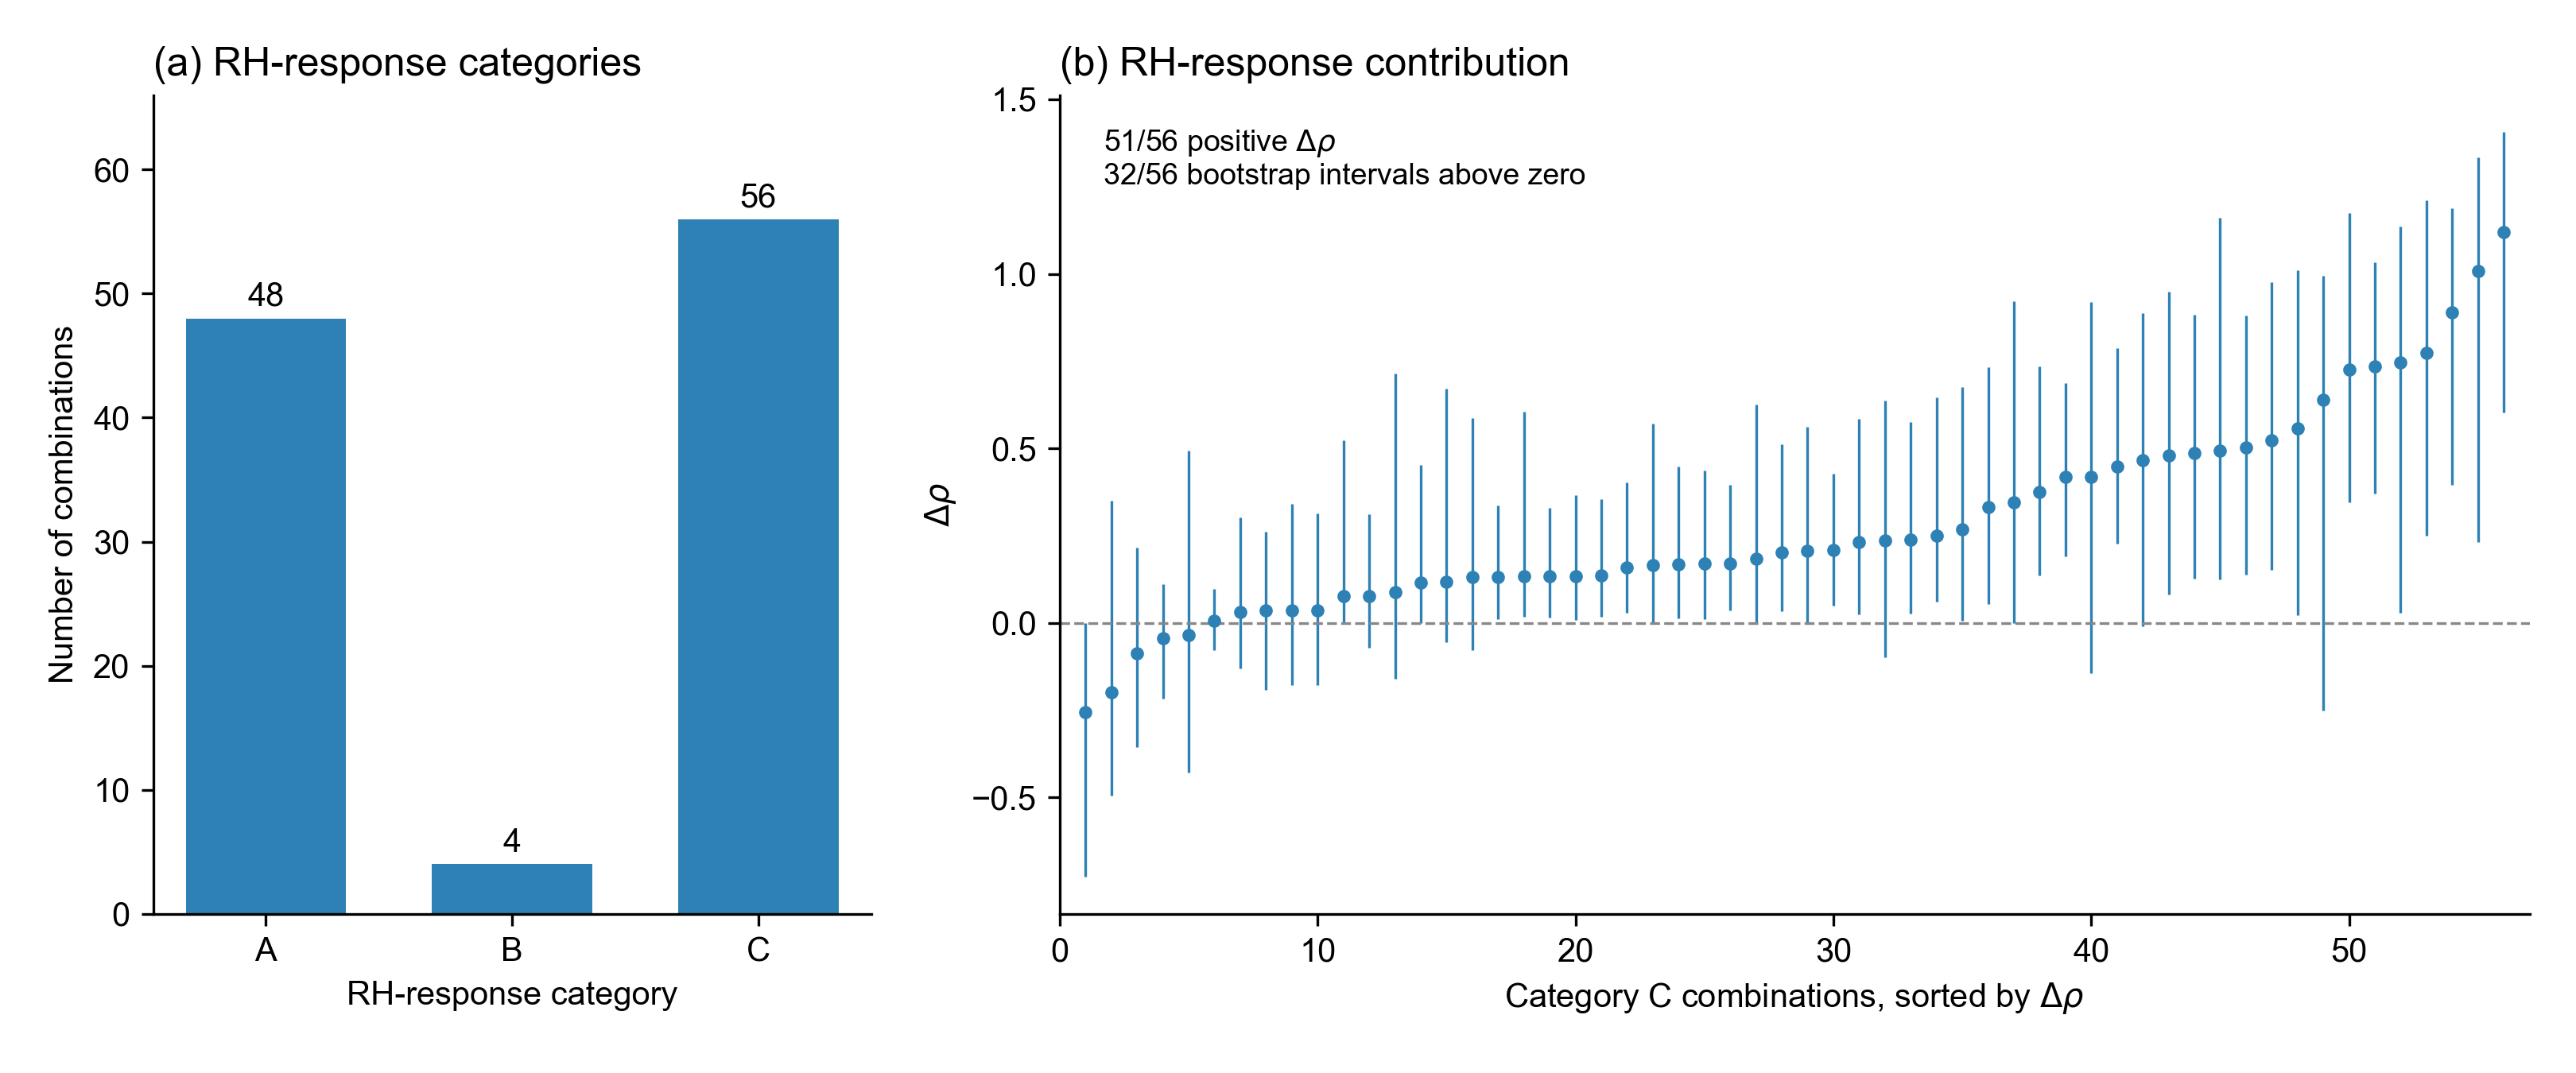 (a) RH-response categories
Number of combinations
60
50
40
30
20
10
0
48
4
56
A
B
C
RH-response category
(b) RH-response contribution
Δρ
1.5
1.0
0.5
0.0
−0.5
51/56 positive Δρ
32/56 bootstrap intervals above zero
0
10
20
30
40
50
Category C combinations, sorted by Δρ